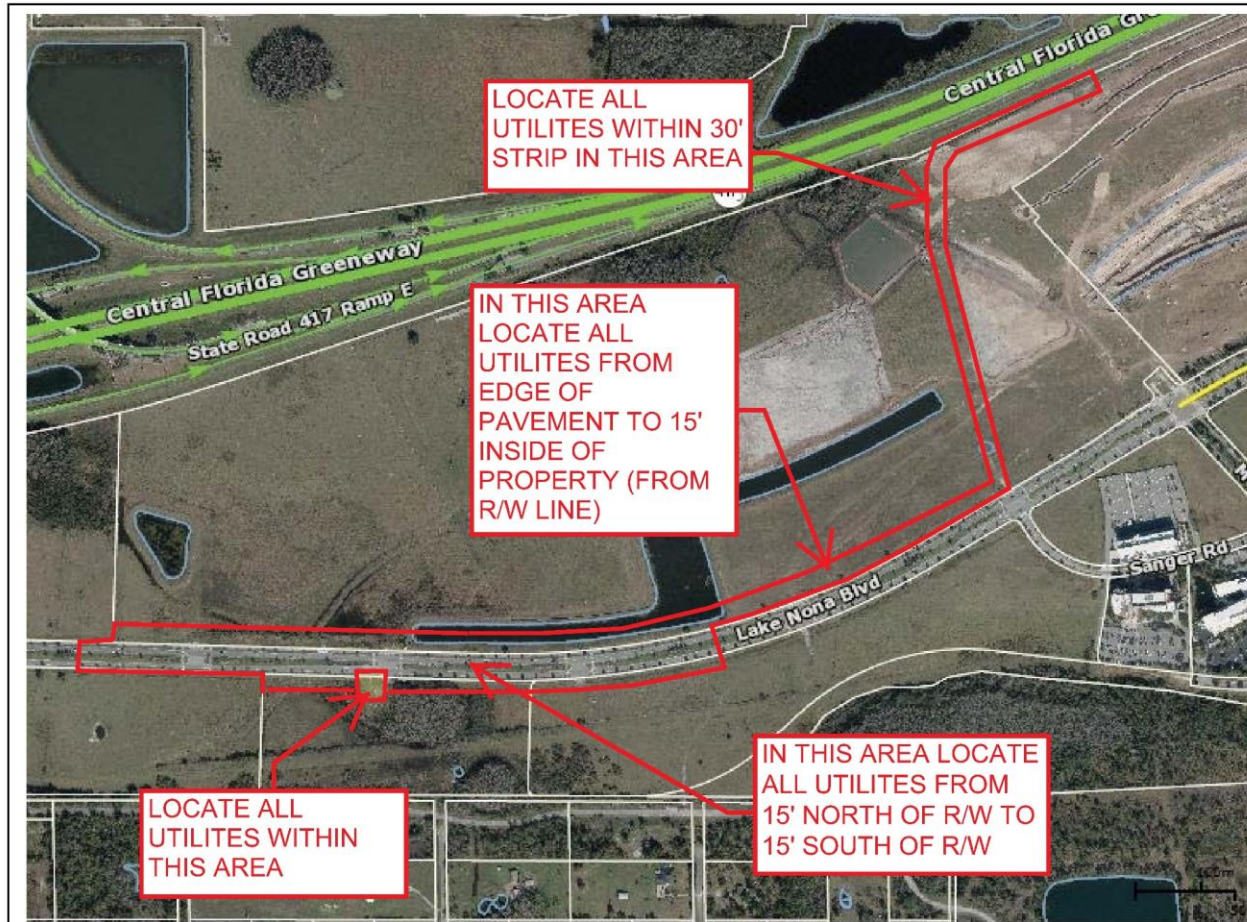 Central Florida Gre
LOCATE ALL
UTILITES WITHIN 30'
STRIP IN THIS AREA
Central Florida Greeneway
State Road 417 Ramp E
IN THIS AREA
LOCATE ALL
UTILITES FROM
EDGE OF
PAVEMENT TO 15'
INSIDE OF
PROPERTY (FROM
R/W LINE)
Sanger Rd
Lake Nona Blvd
IN THIS AREA LOCATE
ALL UTILITES FROM
15' NORTH OF R/W TO
15' SOUTH OF R/W
LOCATE ALL
UTILITES WITHIN
THIS AREA